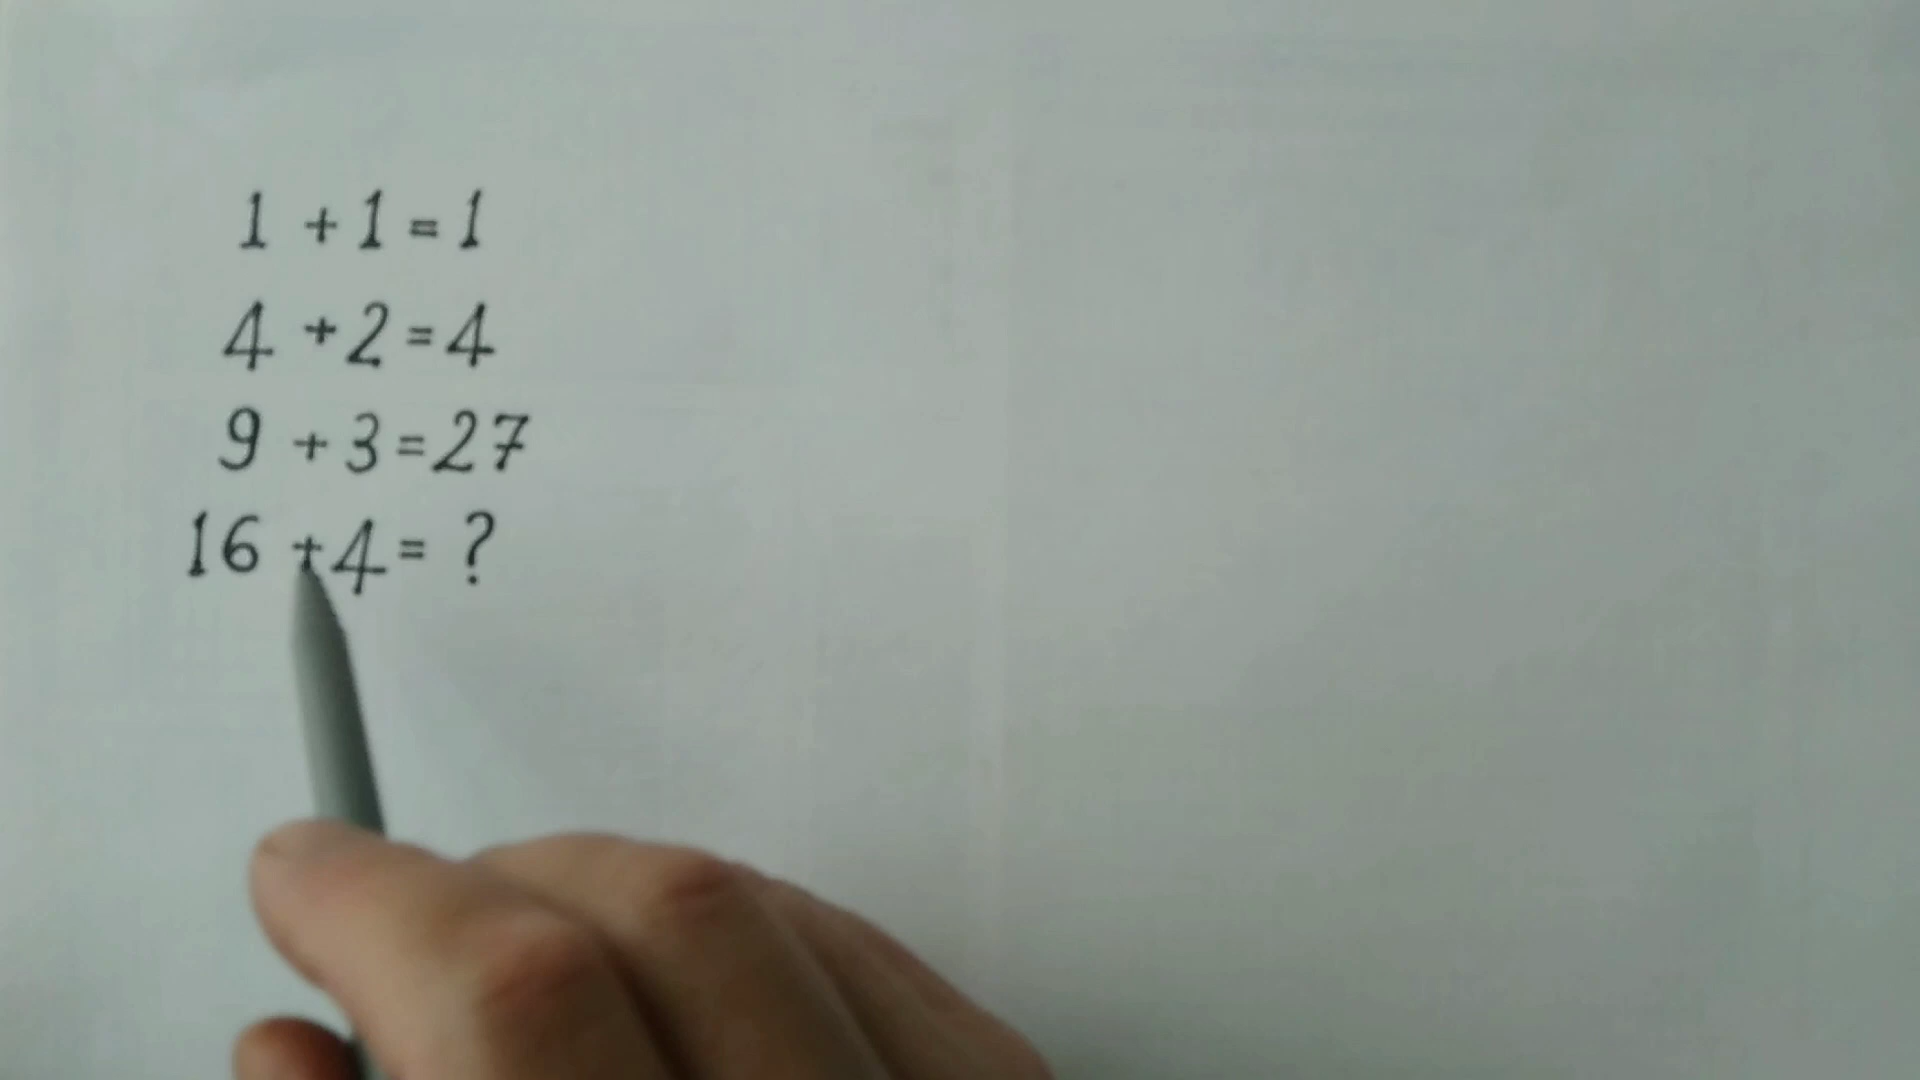 1 + 1 = 1
4 + 2 = 4
9 + 3 = 27
16 + 4 = ?